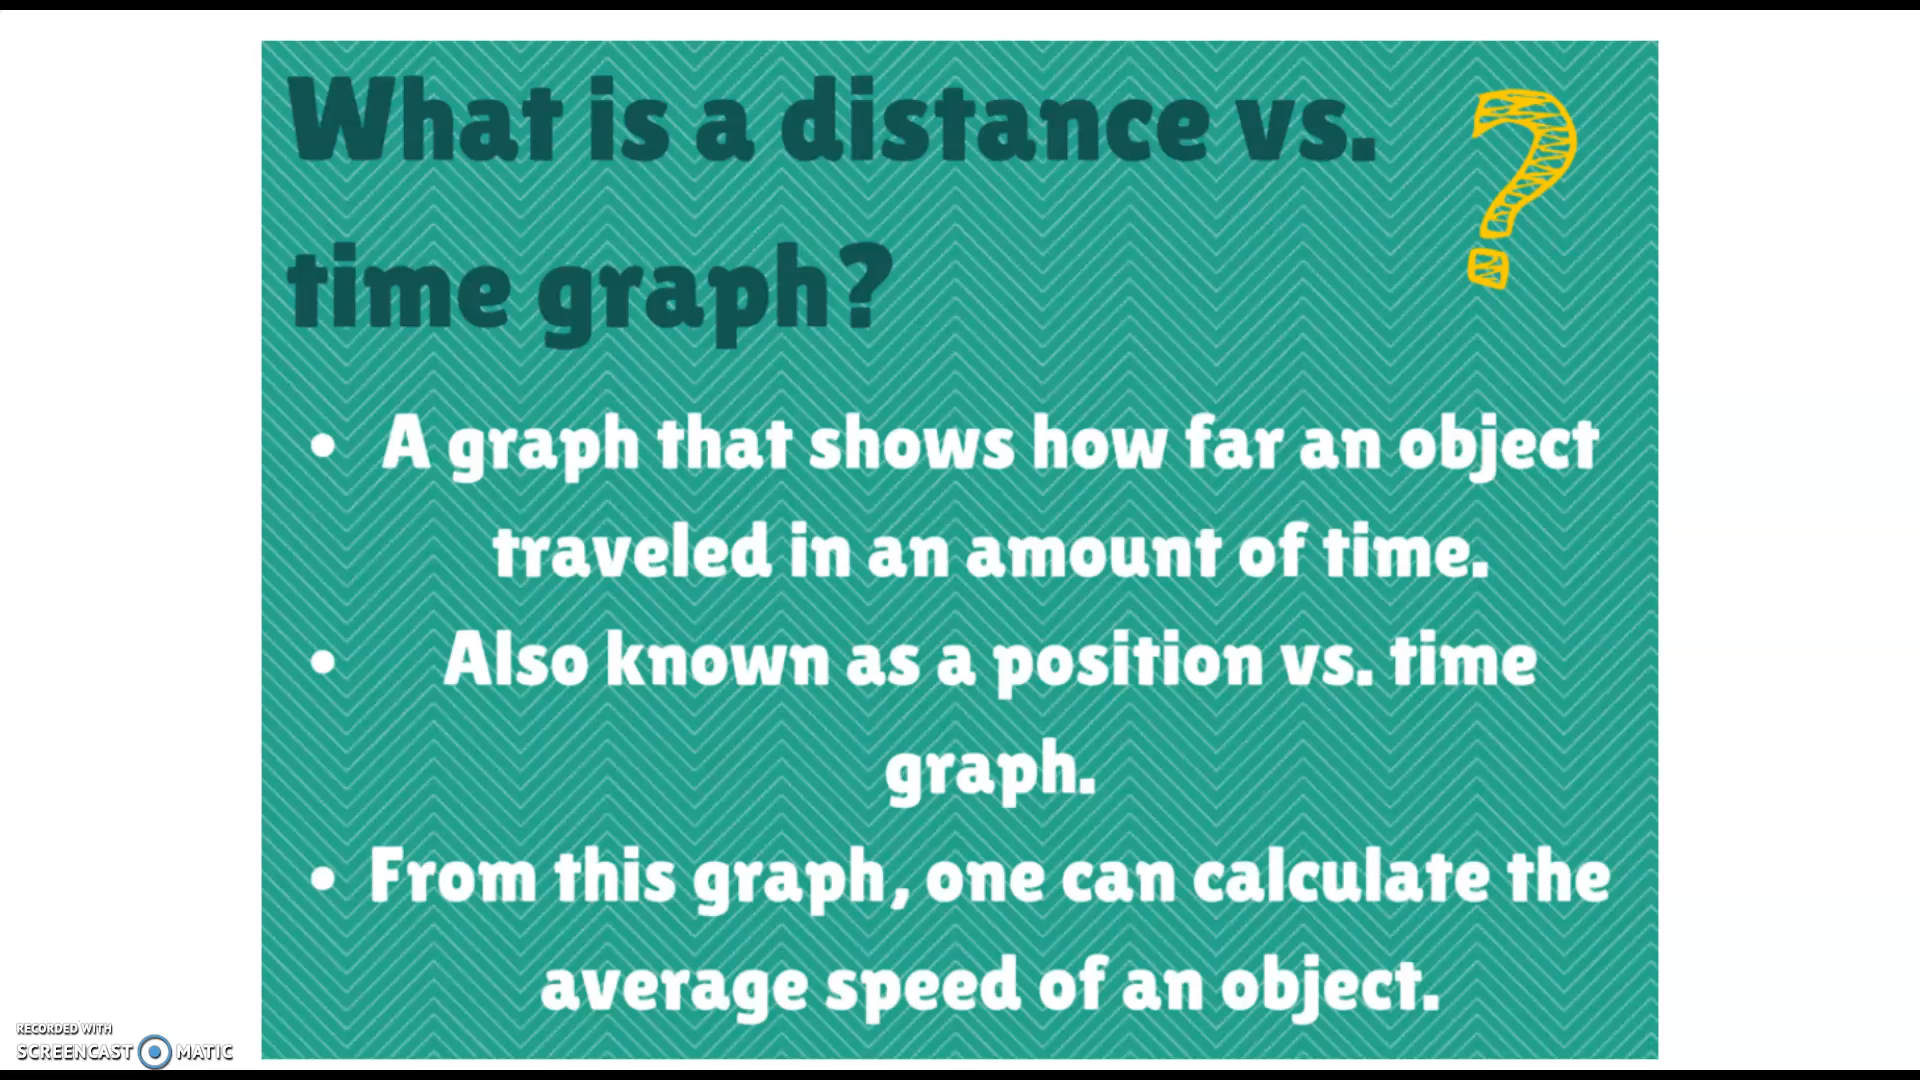 What is a distance vs.
time graph?
?
• A graph that shows how far an object
traveled in an amount of time.
• Also known as a position vs. time
graph.
• From this graph, one can calculate the
average speed of an object.
RECORDED WITH
SCREENCAST MATIC